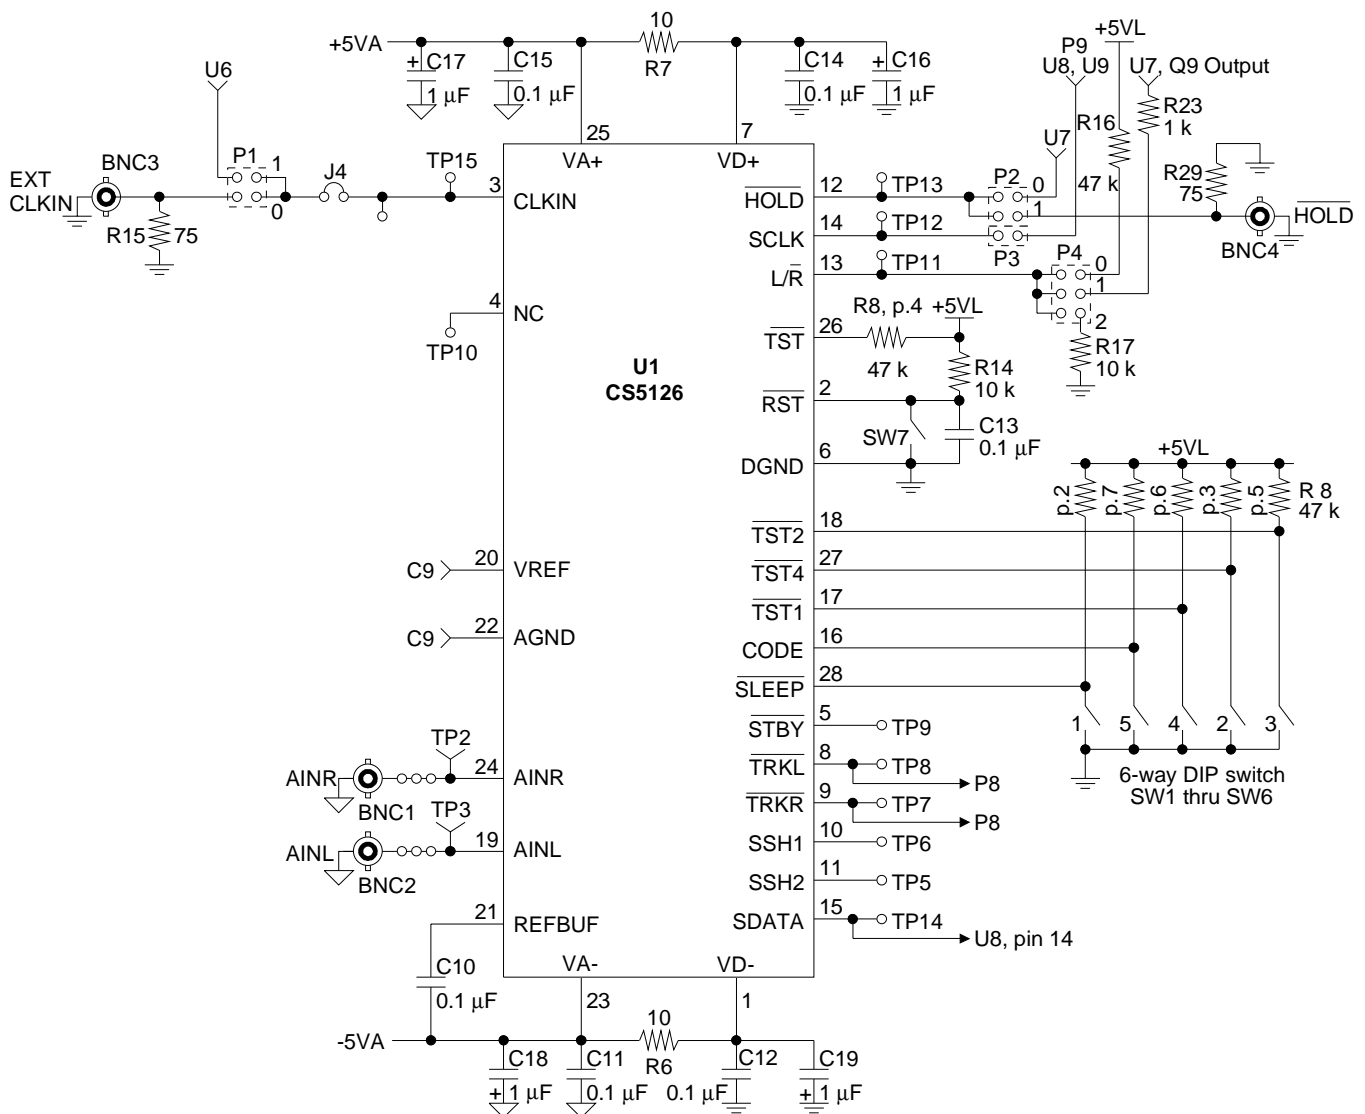 10
+5VA
R7
+ C17
1 µF
C15
0.1 µF
C14
0.1 µF
+ C16
1 µF
P9
U8, U9
+5VL
U7, Q9 Output
R23
1 k
R16
47 k
U6
U7
25
VA+
7
VD+
BNC3
EXT
CLKIN
P1
1
0
J4
TP15
3
CLKIN
R15
75
12
HOLD
TP13
P2
0
1
R29
75
HOLD
BNC4
14
SCLK
TP12
P3
13
L/R
TP11
P4
0
1
2
R17
10 k
4
NC
TP10
U1
CS5126
26
TST
R8, p.4
47 k
+5VL
R14
10 k
2
RST
SW7
C13
0.1 µF
6
DGND
+5VL
p.2
p.7
p.6
p.3
p.5
R 8
47 k
18
TST2
27
TST4
17
TST1
16
CODE
28
SLEEP
1
5
4
2
3
6-way DIP switch
SW1 thru SW6
C9
20
VREF
C9
22
AGND
5
STBY
TP9
8
TRKL
TP8
P8
9
TRKR
TP7
P8
10
SSH1
TP6
11
SSH2
TP5
15
SDATA
TP14
U8, pin 14
AINR
BNC1
TP2
24
AINR
AINL
BNC2
TP3
19
AINL
21
REFBUF
C10
0.1 µF
VA-
23
VD-
1
-5VA
10
R6
C18
+ 1 µF
C11
0.1 µF
C12
0.1 µF
C19
+ 1 µF